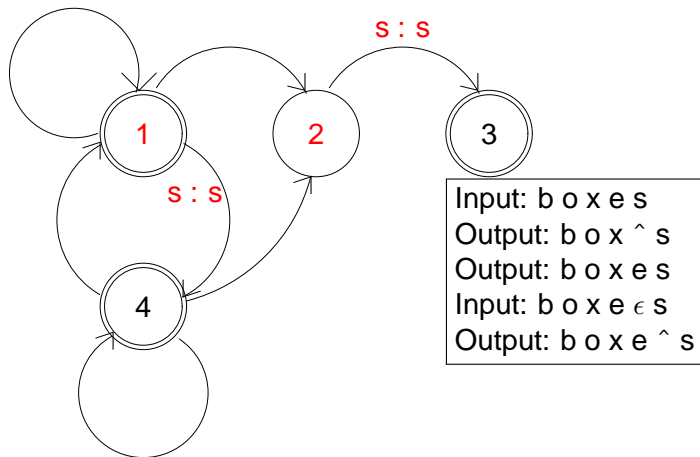 s : s
1
2
3
s : s
4
Input: b o x e s
Output: b o x ˆ s
Output: b o x e s
Input: b o x e ϵ s
Output: b o x e ˆ s